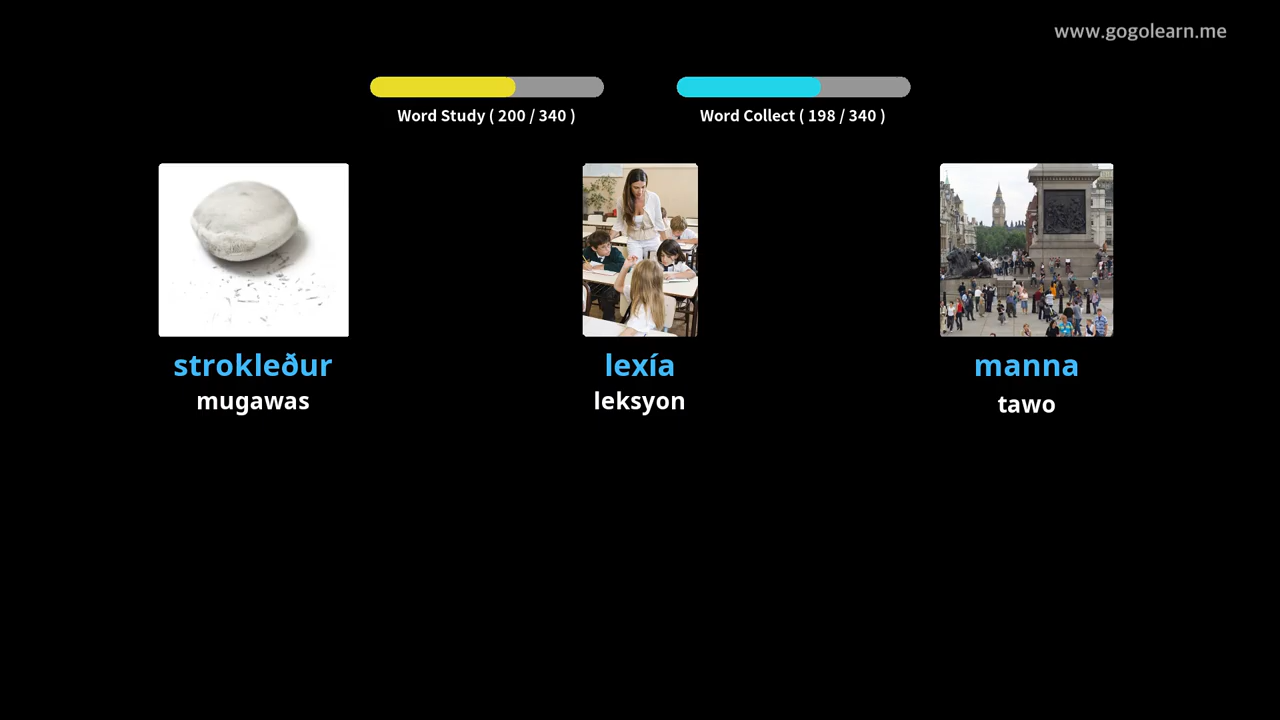 www.gogolearn.me
Word Study ( 200 / 340 )
Word Collect ( 198 / 340 )
strokleður
lexía
manna
mugawas
leksyon
tawo